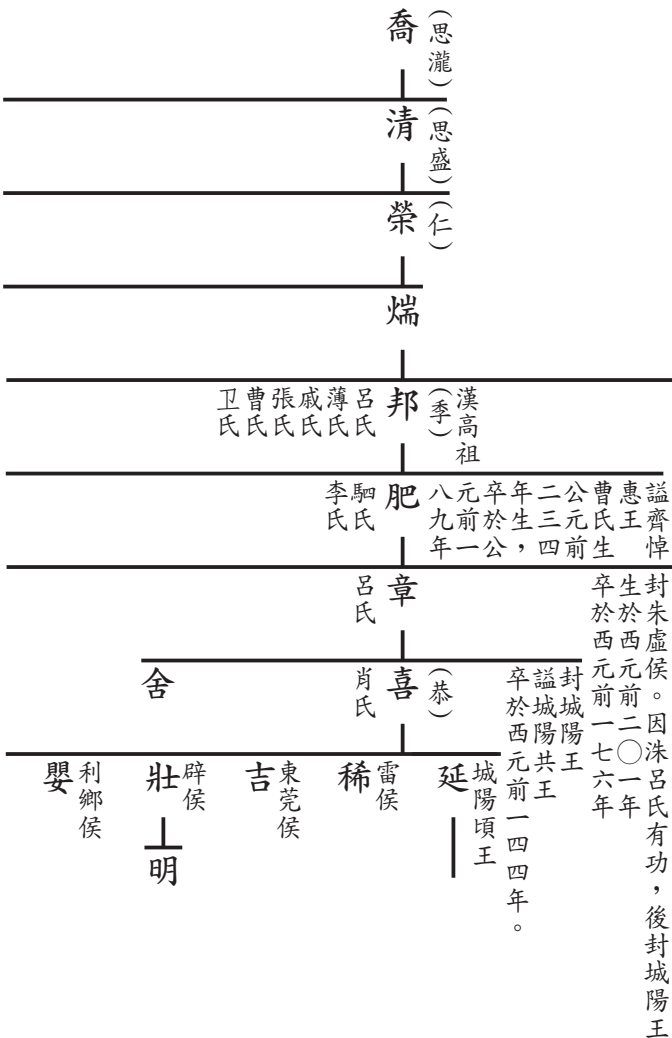 (思瀧)
喬
(思盛)
清
(仁)
榮
煓
漢高祖
(季)
邦
呂氏
薄氏
戚氏
張氏
曹氏
卫氏
謚齊悼
惠王
曹氏生
公元前
二三四
年生，
卒於公
元前一
八九年
肥
駟氏
李氏
封朱虛侯。因洙呂氏有功，後封城陽王
生於西元前二〇一年
卒於西元前一七六年
章
呂氏
封城陽王
謚城陽共王
卒於西元前一四四年。
(恭)
喜
肖氏
舍
城陽頃王
延
雷侯
稀
東莞侯
吉
辟侯
壯
明
利鄉侯
嬰